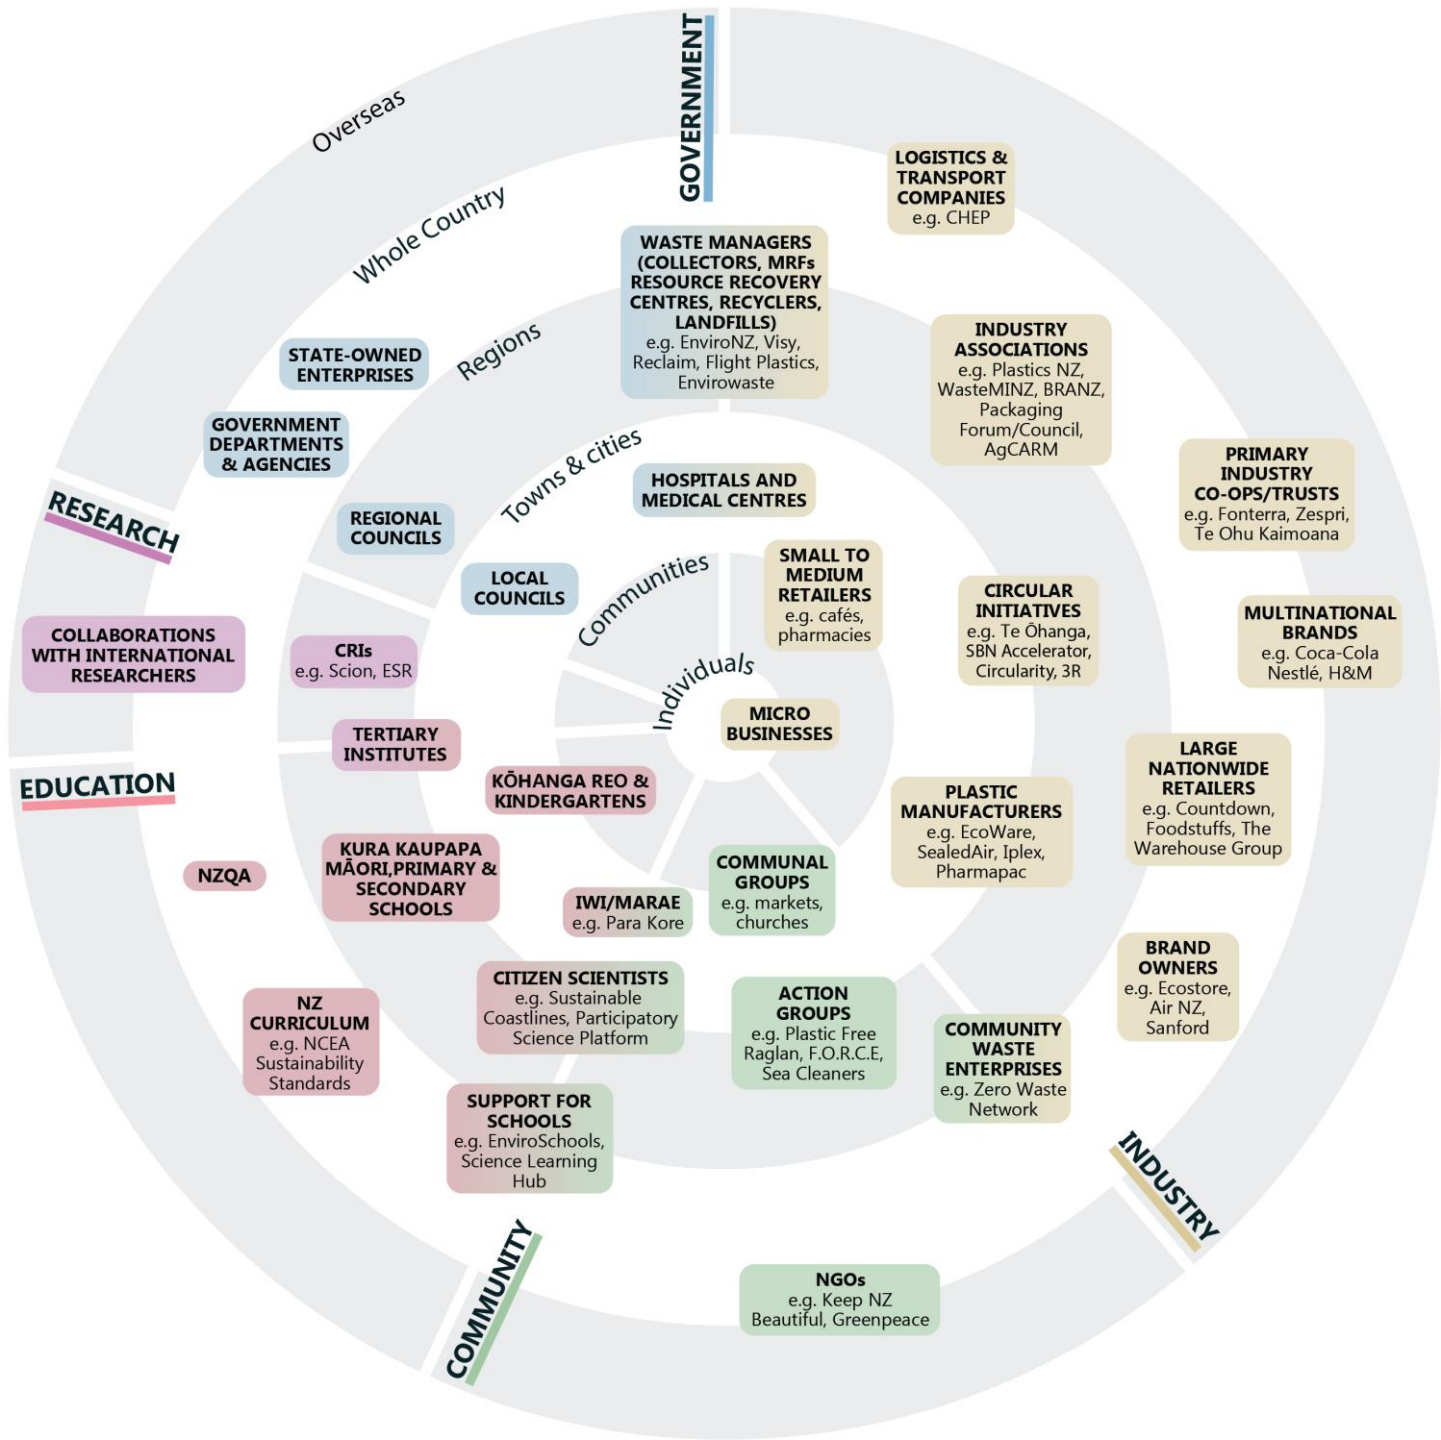 GOVERNMENT
Overseas
Whole Country
Regions
Towns & cities
Communities
Individuals
LOGISTICS &
TRANSPORT
COMPANIES
e.g. CHEP
WASTE MANAGERS
(COLLECTORS, MRFs
RESOURCE RECOVERY
CENTRES, RECYCLERS,
LANDFILLS)
e.g. EnviroNZ, Visy,
Reclaim, Flight Plastics,
Envirowaste
INDUSTRY
ASSOCIATIONS
e.g. Plastics NZ,
WasteMINZ, BRANZ,
Packaging
Forum/Council,
AgCARM
STATE-OWNED
ENTERPRISES
GOVERNMENT
DEPARTMENTS
& AGENCIES
REGIONAL
COUNCILS
LOCAL
COUNCILS
HOSPITALS AND
MEDICAL CENTRES
SMALL TO
MEDIUM
RETAILERS
e.g. cafés,
pharmacies
PRIMARY
INDUSTRY
CO-OPS/TRUSTS
e.g. Fonterra, Zespri,
Te Ohu Kaimoana
CIRCULAR
INITIATIVES
e.g. Te Ōhanga,
SBN Accelerator,
Circularity, 3R
MULTINATIONAL
BRANDS
e.g. Coca-Cola
Nestlé, H&M
RESEARCH
COLLABORATIONS
WITH INTERNATIONAL
RESEARCHERS
CRIs
e.g. Scion, ESR
TERTIARY
INSTITUTES
MICRO
BUSINESSES
LARGE
NATIONWIDE
RETAILERS
e.g. Countdown,
Foodstuffs, The
Warehouse Group
EDUCATION
KŌHANGA REO &
KINDERGARTENS
PLASTIC
MANUFACTURERS
e.g. EcoWare,
SealedAir, Iplex,
Pharmapac
NZQA
KURA KAUPAPA
MĀORI,PRIMARY &
SECONDARY
SCHOOLS
IWI/MARAE
e.g. Para Kore
COMMUNAL
GROUPS
e.g. markets,
churches
BRAND
OWNERS
e.g. Ecostore,
Air NZ,
Sanford
NZ
CURRICULUM
e.g. NCEA
Sustainability
Standards
CITIZEN SCIENTISTS
e.g. Sustainable
Coastlines, Participatory
Science Platform
ACTION
GROUPS
e.g. Plastic Free
Raglan, F.O.R.C.E,
Sea Cleaners
COMMUNITY
WASTE
ENTERPRISES
e.g. Zero Waste
Network
SUPPORT FOR
SCHOOLS
e.g. EnviroSchools,
Science Learning
Hub
INDUSTRY
COMMUNITY
NGOs
e.g. Keep NZ
Beautiful, Greenpeace